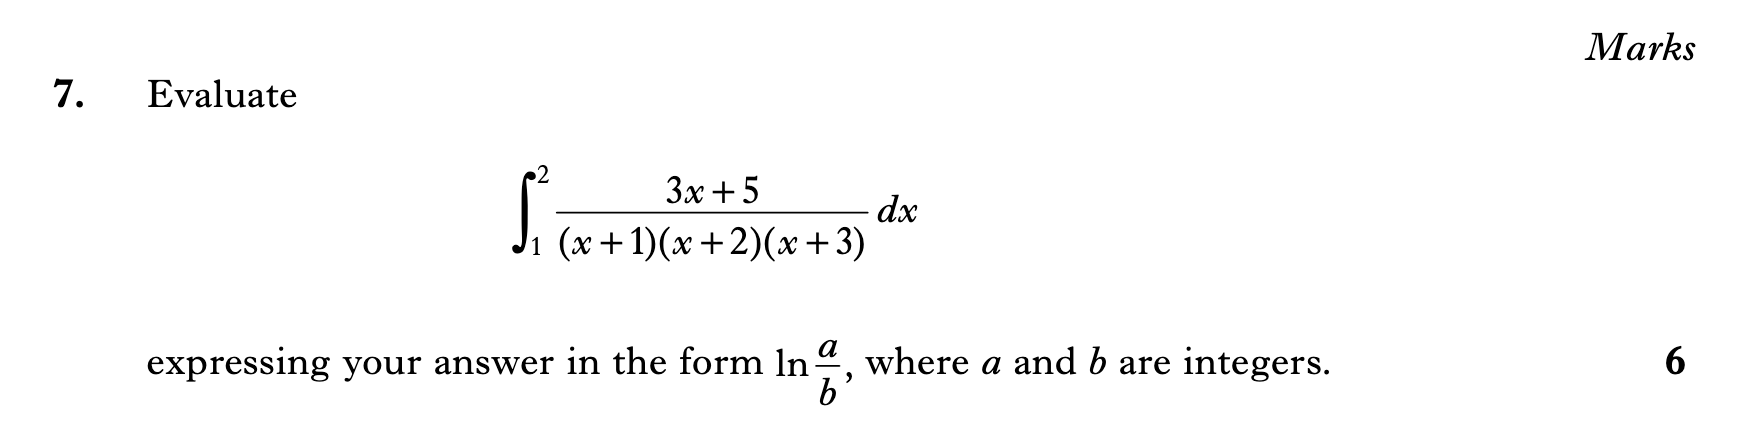 Marks
7. Evaluate
∫₁² (3x + 5)/((x + 1)(x + 2)(x + 3)) dx
expressing your answer in the form ln a/b, where a and b are integers. 6